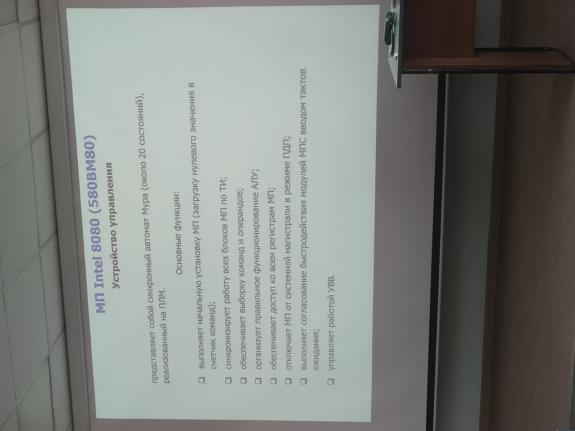 МП Intel 8080 (580ВМ80)
Устройство управления
представляет собой синхронный автомат Мура (около 20 состояний),
реализованный на ПЛМ.
Основные функции:
❑ выполняет начальную установку МП (загрузку нулевого значения в
счетчик команд);
❑ синхронизирует работу всех блоков МП по ТИ;
❑ обеспечивает выборку команд и операндов;
❑ организует правильное функционирование АЛУ;
❑ обеспечивает доступ ко всем регистрам МП;
❑ отключает МП от системной магистрали в режиме ПДП;
❑ выполняет согласование быстродействия модулей МПС вводом тактов
ожидания;
❑ управляет работой УВВ.